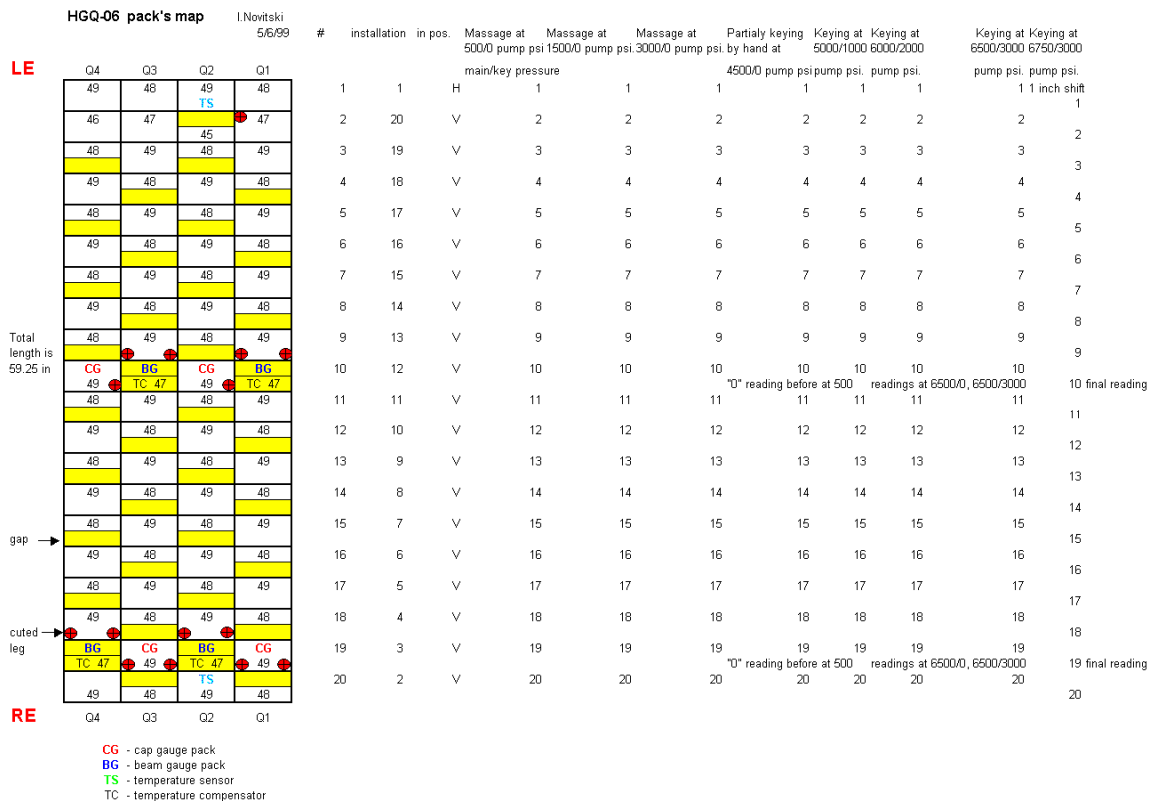 HGQ-06 pack's map I.Novitski
5/6/99
# installation in pos. Massage at Massage at Massage at Partialy keying Keying at Keying at Keying at Keying at
500/0 pump psi 1500/0 pump psi. 3000/0 pump psi. by hand at 5000/1000 6000/2000 6500/3000 6750/3000
LE Q4 Q3 Q2 Q1 main/key pressure 4500/0 pump psi pump psi. pump psi. pump psi. pump psi.
49 48 49 48 1 1 H 1 1 1 1 1 1 1 1 inch shift
TS 1
46 47 47 2 20 V 2 2 2 2 2 2 2
45 2
48 49 48 49 3 19 V 3 3 3 3 3 3 3
3
49 48 49 48 4 18 V 4 4 4 4 4 4 4
4
48 49 48 49 5 17 V 5 5 5 5 5 5 5
5
49 48 49 48 6 16 V 6 6 6 6 6 6 6
6
48 49 48 49 7 15 V 7 7 7 7 7 7 7
7
49 48 49 48 8 14 V 8 8 8 8 8 8 8
8
Total 48 49 48 49 9 13 V 9 9 9 9 9 9 9
length is 9
59.25 in CG BG CG BG 10 12 V 10 10 10 10 10 10 10
49 TC 47 49 TC 47 "0" reading before at 500 readings at 6500/0, 6500/3000 10 final reading
48 49 48 49 11 11 V 11 11 11 11 11 11 11
11
49 48 49 48 12 10 V 12 12 12 12 12 12 12
12
48 49 48 49 13 9 V 13 13 13 13 13 13 13
13
49 48 49 48 14 8 V 14 14 14 14 14 14 14
14
48 49 48 49 15 7 V 15 15 15 15 15 15 15
gap 15
49 48 49 48 16 6 V 16 16 16 16 16 16 16
16
48 49 48 49 17 5 V 17 17 17 17 17 17 17
17
49 48 49 48 18 4 V 18 18 18 18 18 18 18
cuted 18
leg BG CG BG CG 19 3 V 19 19 19 19 19 19 19
TC 47 49 TC 47 49 "0" reading before at 500 readings at 6500/0, 6500/3000 19 final reading
TS 20 2 V 20 20 20 20 20 20 20
49 48 49 48 20
RE Q4 Q3 Q2 Q1
CG - cap gauge pack
BG - beam gauge pack
TS - temperature sensor
TC - temperature compensator